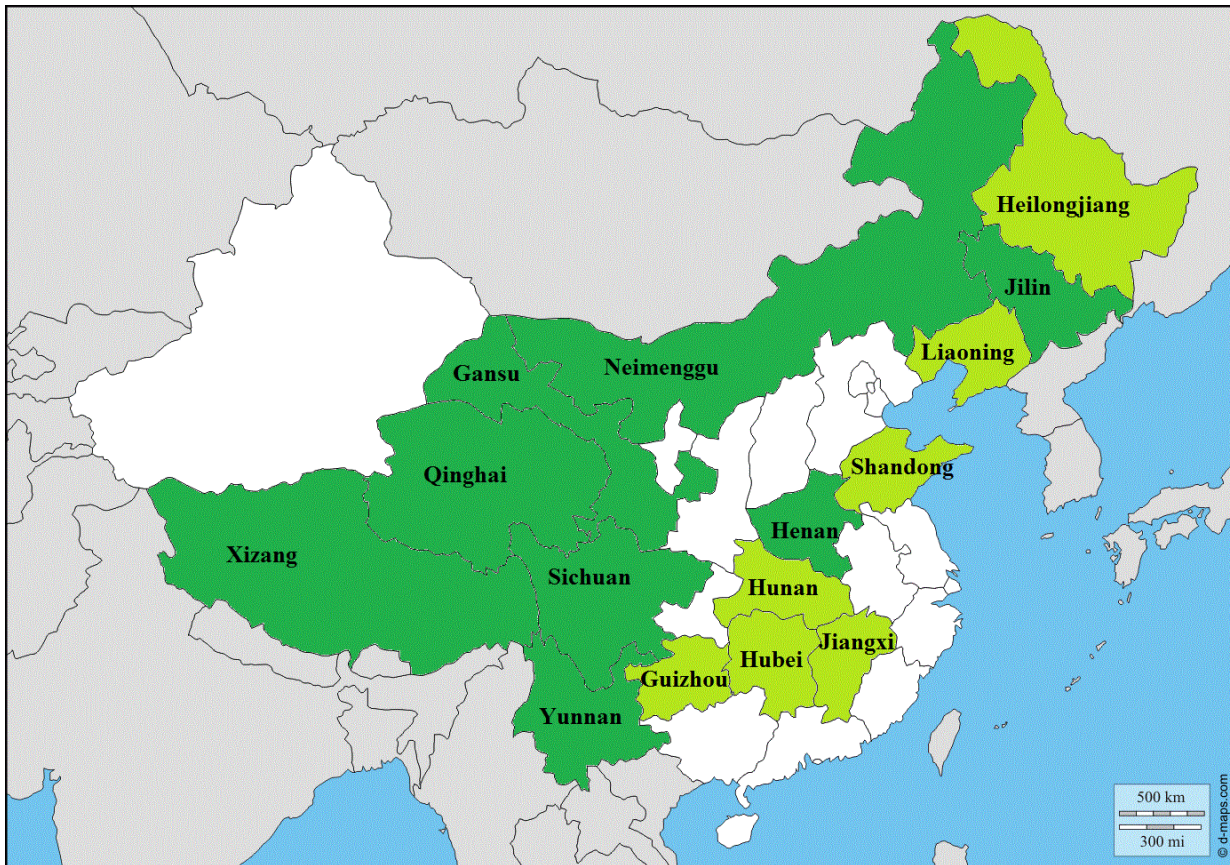 Heilongjiang
Jilin
Liaoning
Gansu
Neimenggu
Qinghai
Shandong
Henan
Xizang
Sichuan
Hunan
Jiangxi
Hubei
Guizhou
Yunnan
500 km
300 mi
© d-maps.com